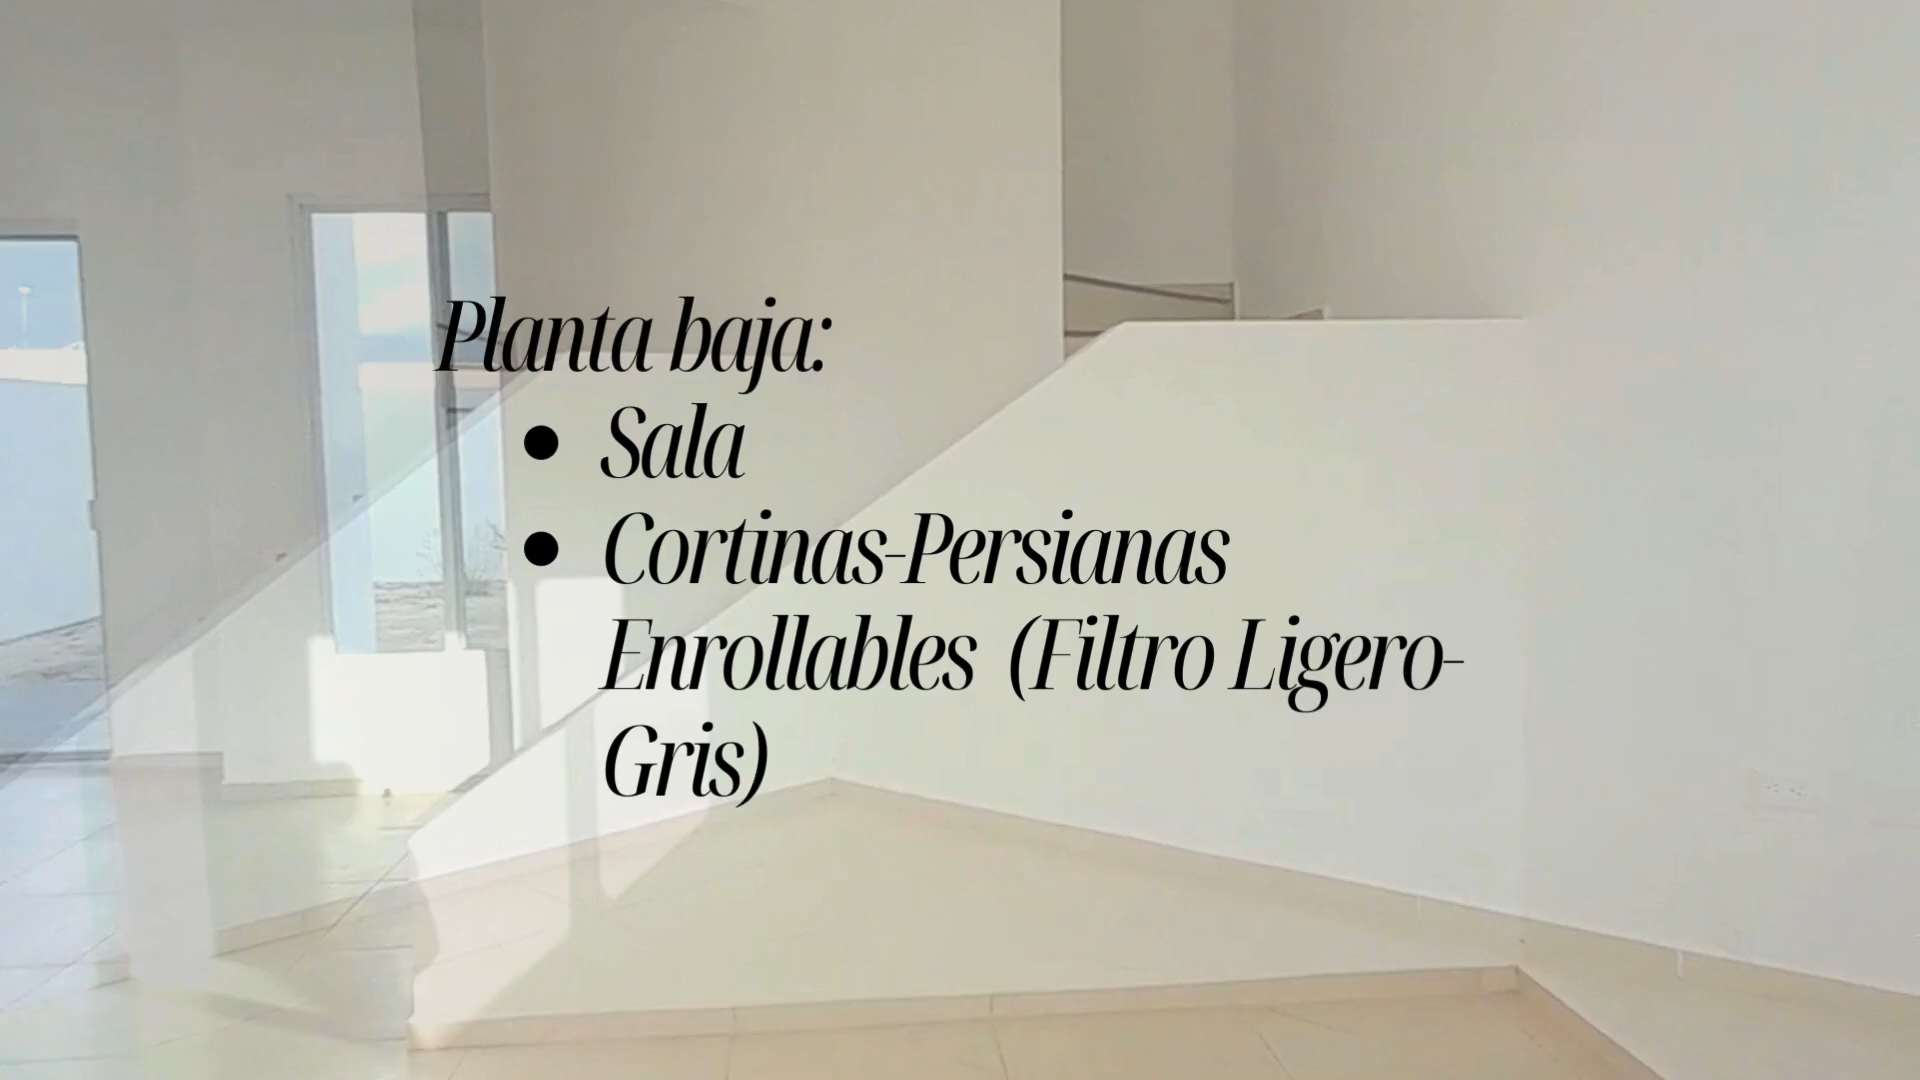 Planta baja:
• Sala
• Cortinas-Persianas
Enrollables (Filtro Ligero-
Gris)